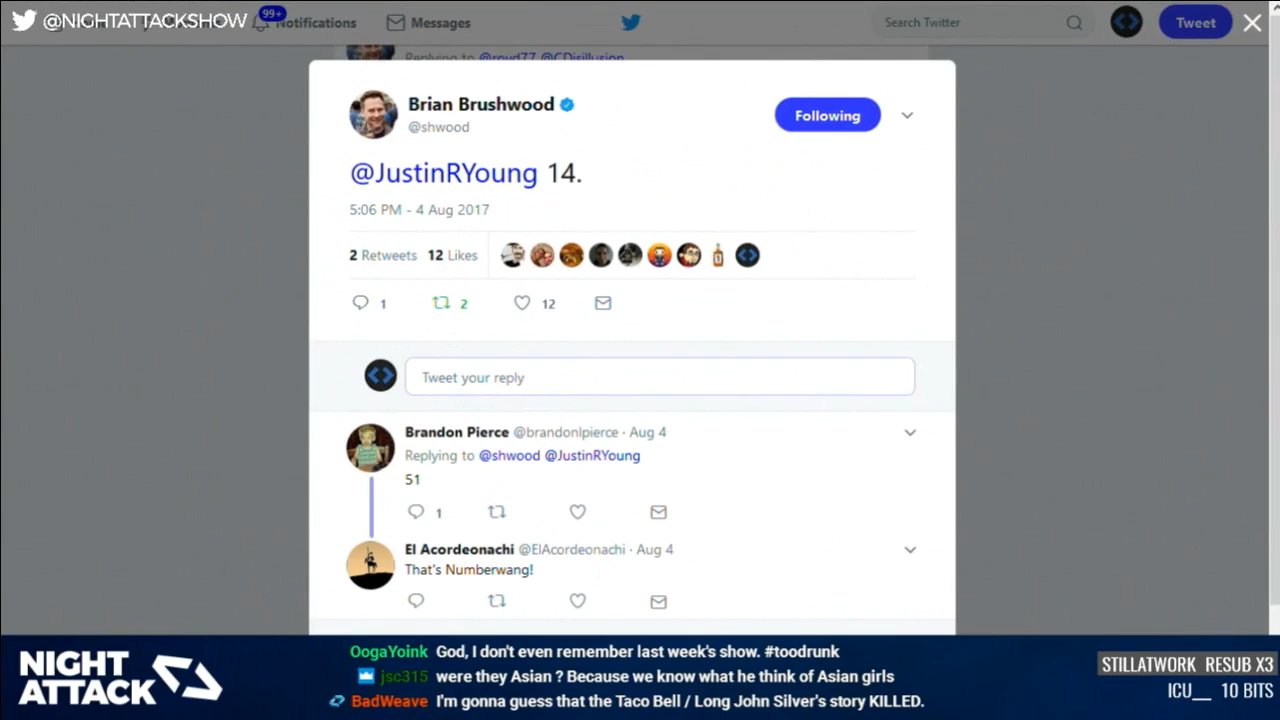 @NIGHTATTACKSHOW
99+
Notifications
Messages
Search Twitter
Tweet
Replying to @royd77 @CDisillusion
Brian Brushwood
@shwood
Following
@JustinRYoung 14.
5:06 PM - 4 Aug 2017
2 Retweets 12 Likes
1 2 12
Tweet your reply
Brandon Pierce @brandonlpierce · Aug 4
Replying to @shwood @JustinRYoung
51
1
El Acordeonachi @ElAcordeonachi · Aug 4
That's Numberwang!
NIGHT
ATTACK
OogaYoink God, I don't even remember last week's show. #toodrunk
jsc315 were they Asian ? Because we know what he think of Asian girls
BadWeave I'm gonna guess that the Taco Bell / Long John Silver's story KILLED.
STILLATWORK RESUB X3
ICU__ 10 BITS